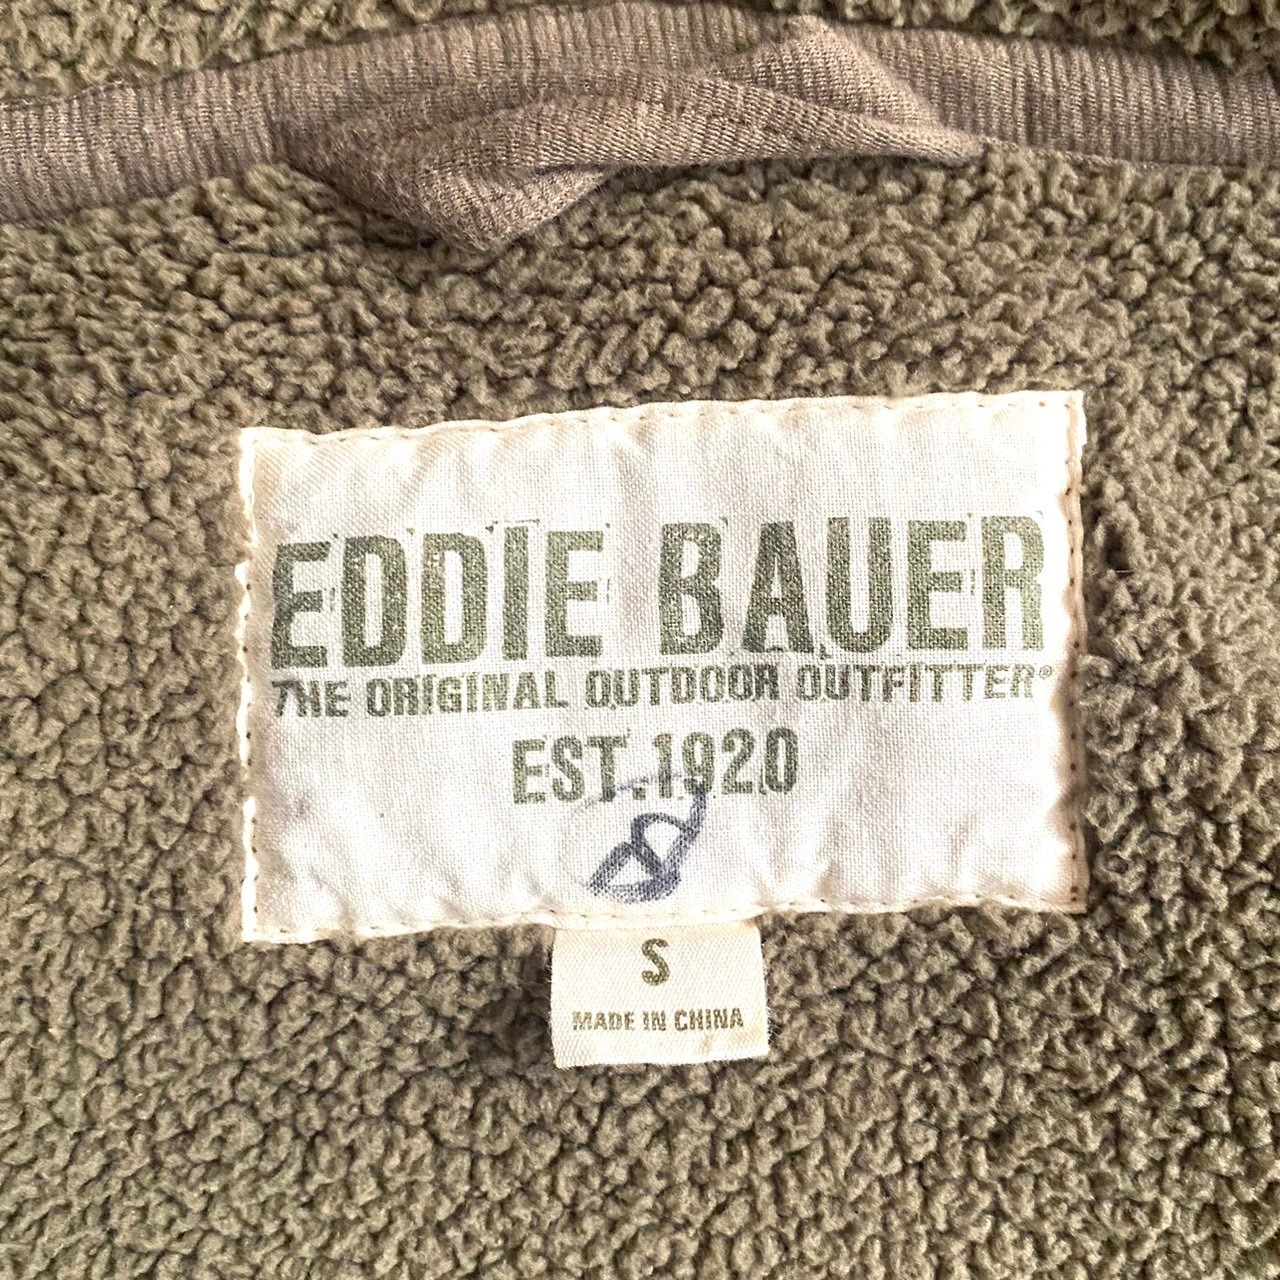 EDDIE BAUER
THE ORIGINAL OUTDOOR OUTFITTER®
EST.1920
S
MADE IN CHINA